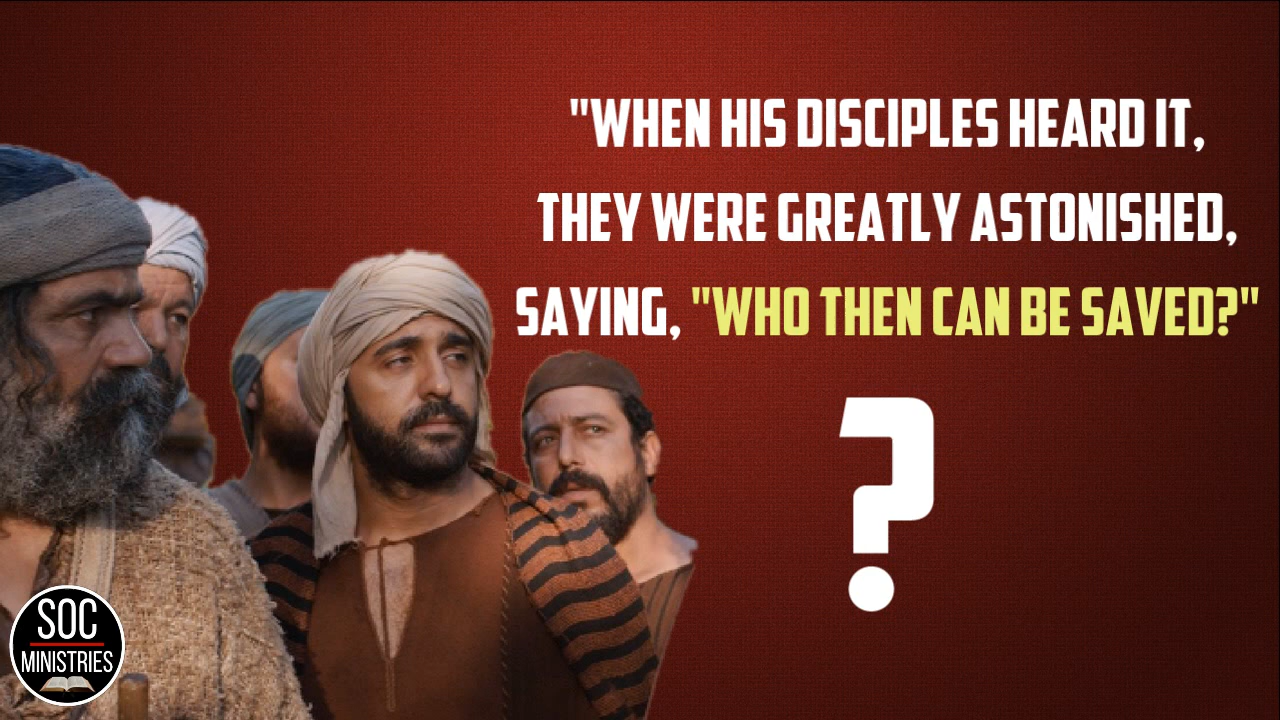 "WHEN HIS DISCIPLES HEARD IT,
THEY WERE GREATLY ASTONISHED,
SAYING, "WHO THEN CAN BE SAVED?"
?
SOC
MINISTRIES